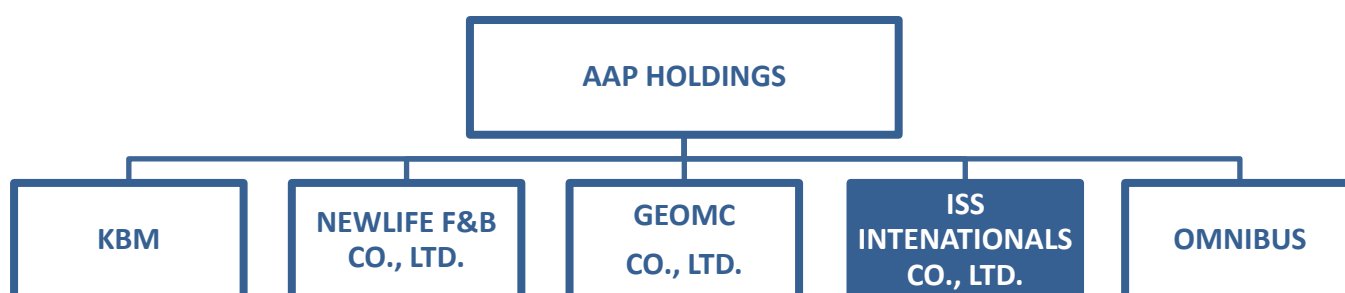 AAP HOLDINGS
KBM
NEWLIFE F&B
CO., LTD.
GEOMC
CO., LTD.
ISS
INTENATIONALS
CO., LTD.
OMNIBUS